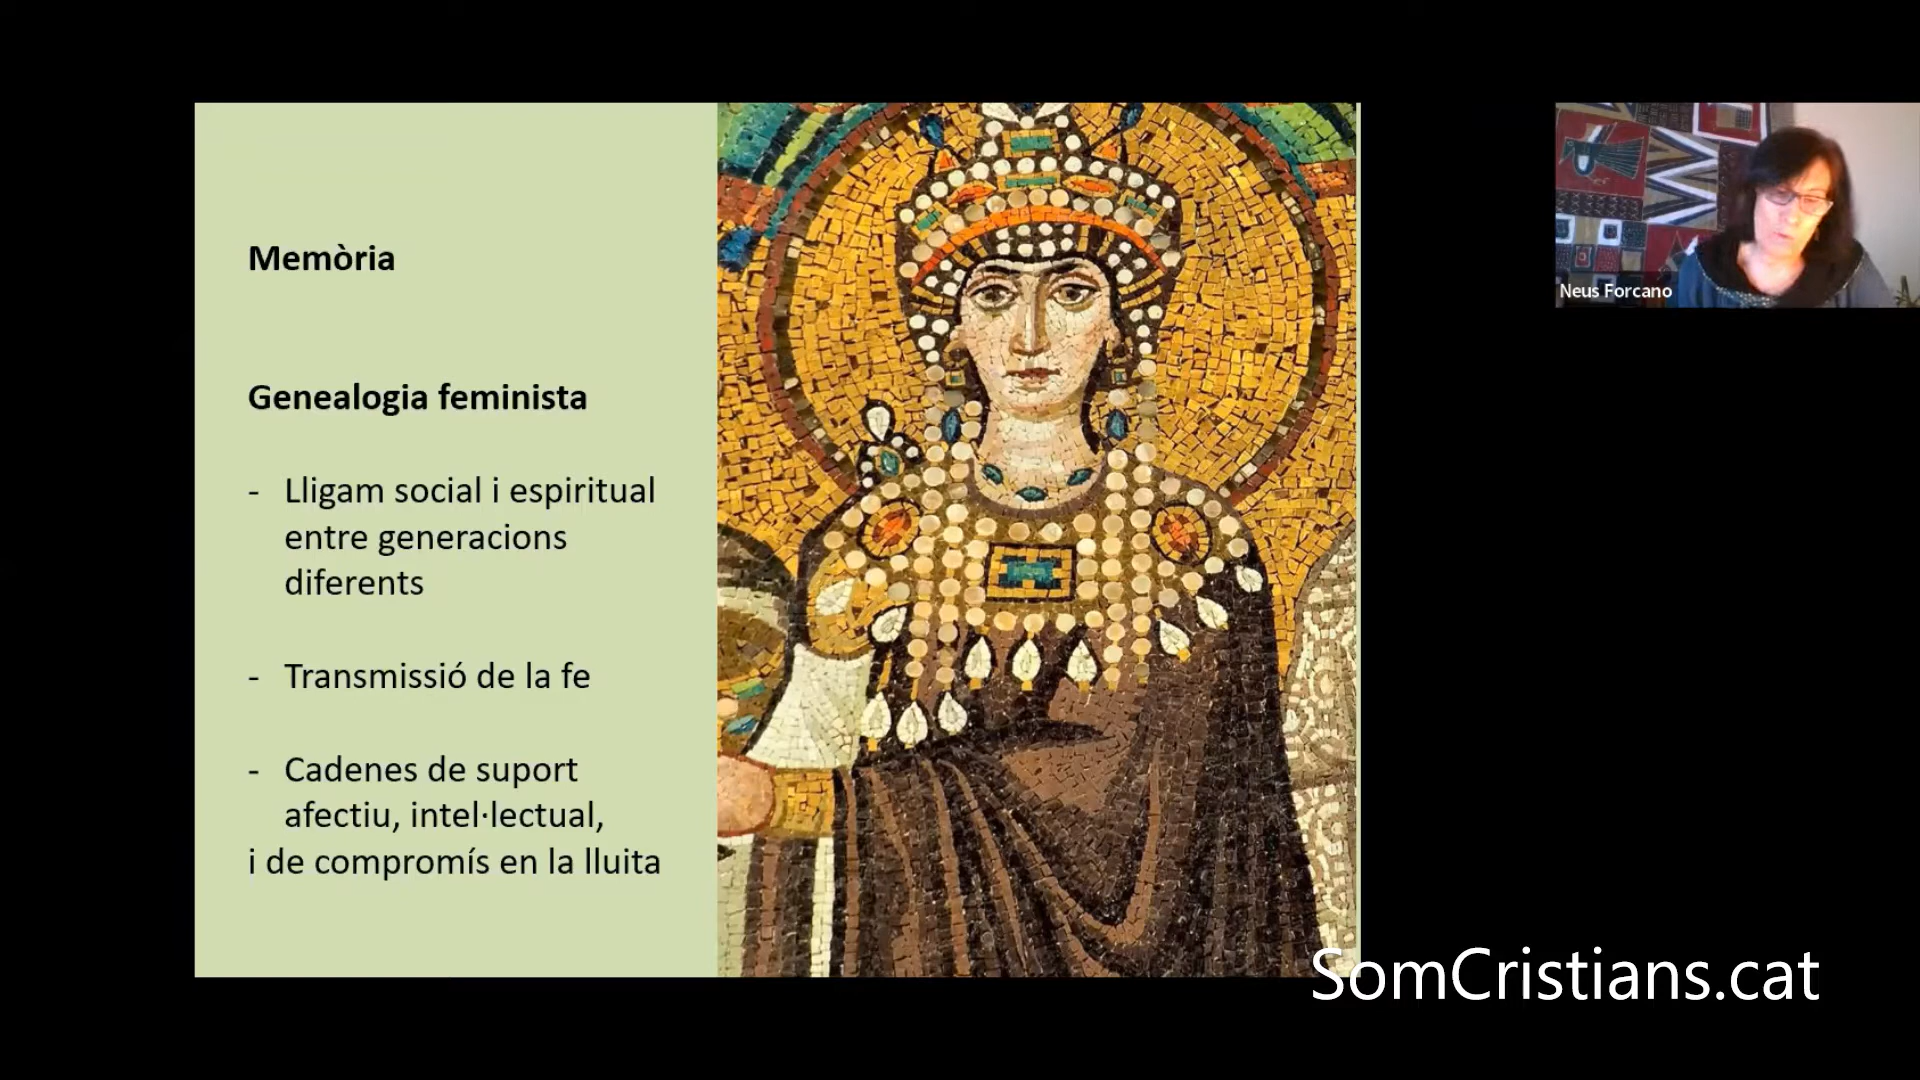 Memòria
Genealogia feminista
- Lligam social i espiritual
entre generacions
diferents
- Transmissió de la fe
- Cadenes de suport
afectiu, intel·lectual,
i de compromís en la lluita
Neus Forcano
SomCristians.cat